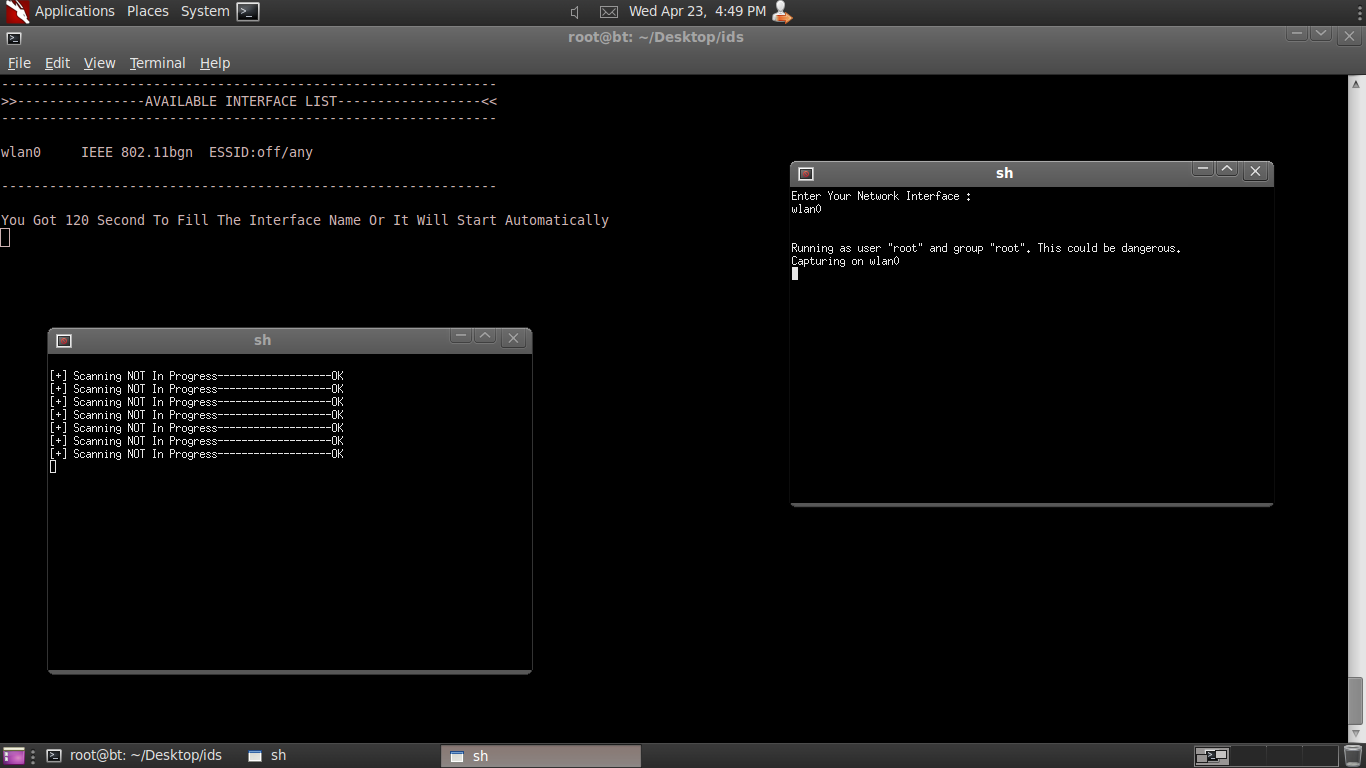 Applications Places System Wed Apr 23, 4:49 PM
root@bt: ~/Desktop/ids
File Edit View Terminal Help
--------------------------------------------------------------
>>----------------AVAILABLE INTERFACE LIST------------------<<
--------------------------------------------------------------
wlan0     IEEE 802.11bgn  ESSID:off/any
--------------------------------------------------------------
You Got 120 Second To Fill The Interface Name Or It Will Start Automatically
sh
Enter Your Network Interface :
wlan0
Running as user "root" and group "root". This could be dangerous.
Capturing on wlan0
sh
[+] Scanning NOT In Progress-------------------OK
[+] Scanning NOT In Progress-------------------OK
[+] Scanning NOT In Progress-------------------OK
[+] Scanning NOT In Progress-------------------OK
[+] Scanning NOT In Progress-------------------OK
[+] Scanning NOT In Progress-------------------OK
[+] Scanning NOT In Progress-------------------OK
root@bt: ~/Desktop/ids sh sh